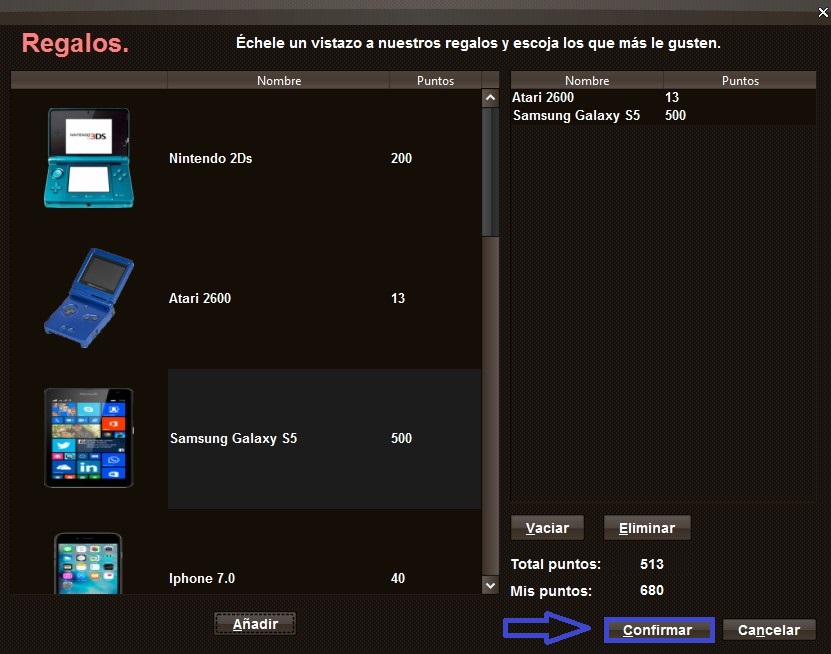 Regalos.
Échele un vistazo a nuestros regalos y escoja los que más le gusten.
Nombre Puntos
NINTENDO 3DS
Nintendo 2Ds 200
Atari 2600 13
Samsung Galaxy S5 500
Iphone 7.0 40
Añadir
Nombre Puntos
Atari 2600 13
Samsung Galaxy S5 500
Vaciar Eliminar
Total puntos: 513
Mis puntos: 680
Confirmar Cancelar